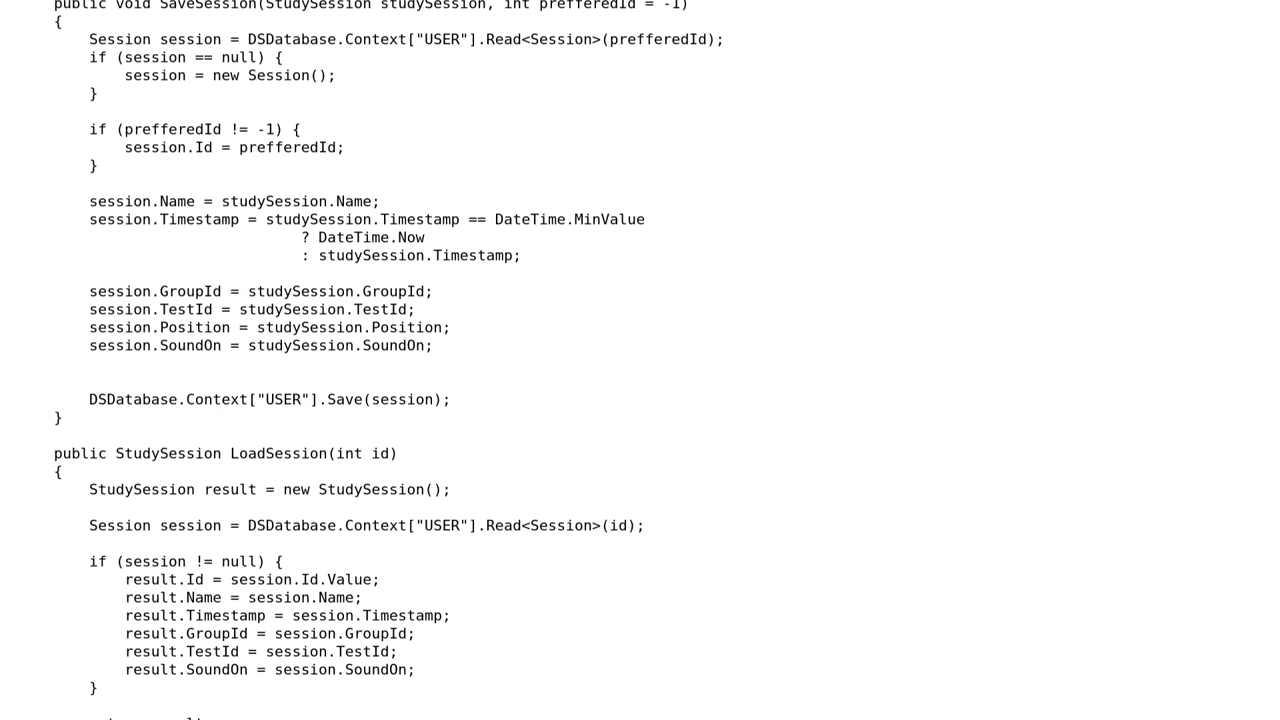 public void SaveSession(StudySession studySession, int prefferedId = -1)
{
Session session = DSDatabase.Context["USER"].Read<Session>(prefferedId);
if (session == null) {
session = new Session();
}
if (prefferedId != -1) {
session.Id = prefferedId;
}
session.Name = studySession.Name;
session.Timestamp = studySession.Timestamp == DateTime.MinValue
? DateTime.Now
: studySession.Timestamp;
session.GroupId = studySession.GroupId;
session.TestId = studySession.TestId;
session.Position = studySession.Position;
session.SoundOn = studySession.SoundOn;
DSDatabase.Context["USER"].Save(session);
}
public StudySession LoadSession(int id)
{
StudySession result = new StudySession();
Session session = DSDatabase.Context["USER"].Read<Session>(id);
if (session != null) {
result.Id = session.Id.Value;
result.Name = session.Name;
result.Timestamp = session.Timestamp;
result.GroupId = session.GroupId;
result.TestId = session.TestId;
result.SoundOn = session.SoundOn;
}